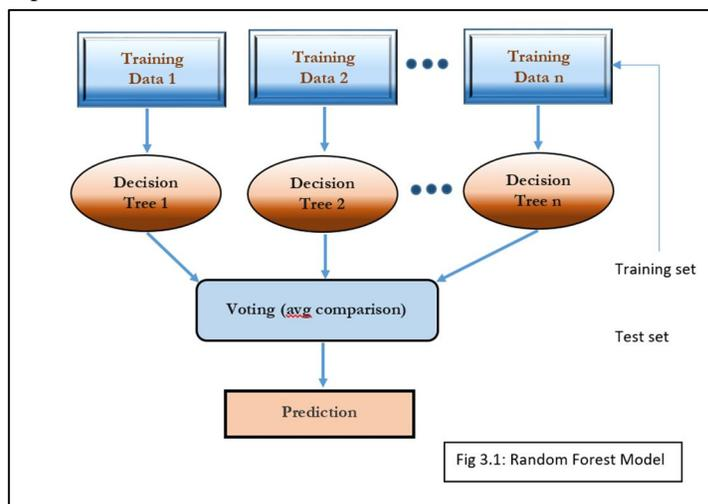 Training
Data 1
Training
Data 2
Training
Data n
Decision
Tree 1
Decision
Tree 2
Decision
Tree n
Training set
Voting (avg comparison)
Test set
Prediction
Fig 3.1: Random Forest Model